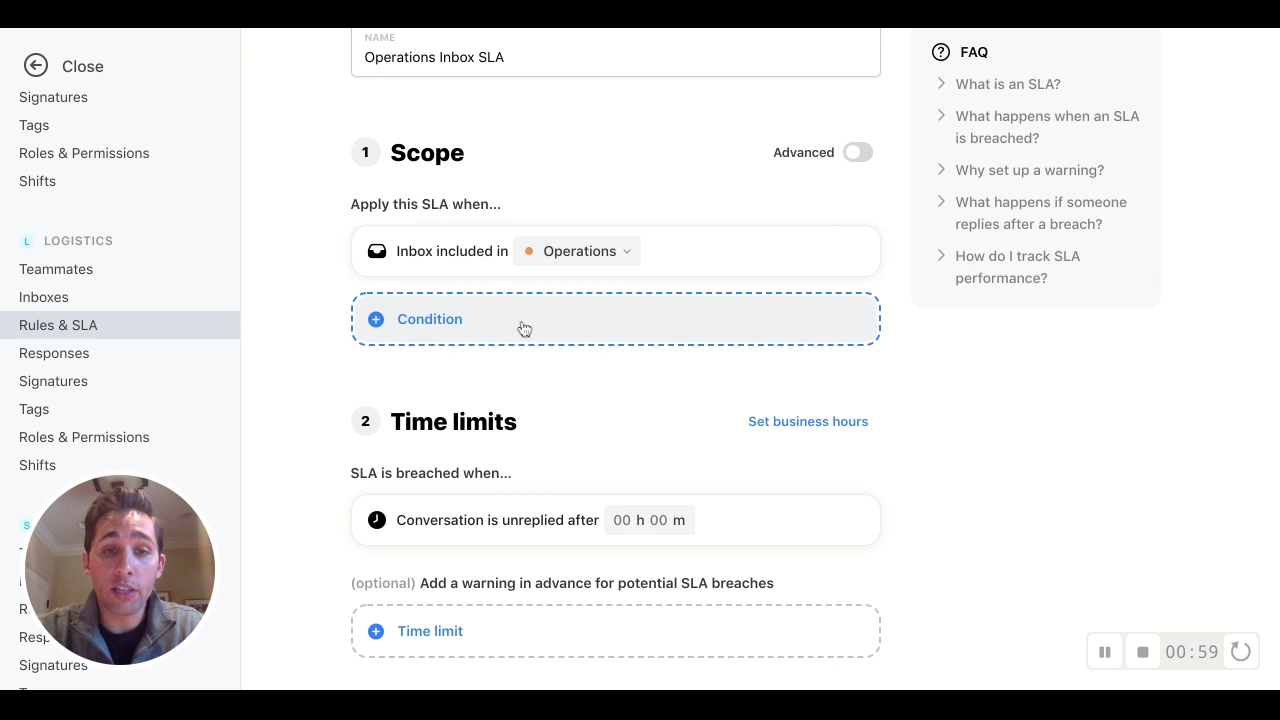 Close
Signatures
Tags
Roles & Permissions
Shifts
L LOGISTICS
Teammates
Inboxes
Rules & SLA
Responses
Signatures
Tags
Roles & Permissions
Shifts
S
R
Resp
Signatures
NAME
Operations Inbox SLA
1 Scope
Advanced
Apply this SLA when...
Inbox included in Operations
Condition
2 Time limits
Set business hours
SLA is breached when...
Conversation is unreplied after 00 h 00 m
(optional) Add a warning in advance for potential SLA breaches
Time limit
FAQ
What is an SLA?
What happens when an SLA
is breached?
Why set up a warning?
What happens if someone
replies after a breach?
How do I track SLA
performance?
00:59